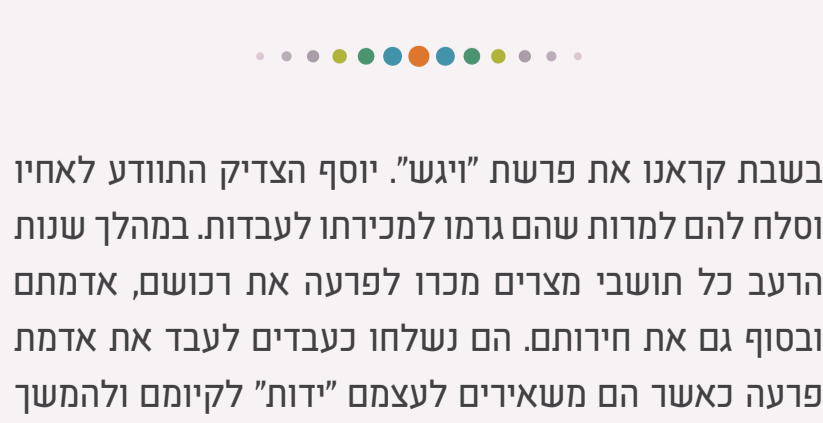 בשבת קראנו את פרשת "ויגש". יוסף הצדיק התוודע לאחיו
וסלח להם למרות שהם גרמו למכירתו לעבדות. במהלך שנות
הרעב כל תושבי מצרים מכרו לפרעה את רכושם, אדמתם
ובסוף גם את חירותם. הם נשלחו כעבדים לעבד את אדמת
פרעה כאשר הם משאירים לעצמם "ידות" לקיומם ולהמשך